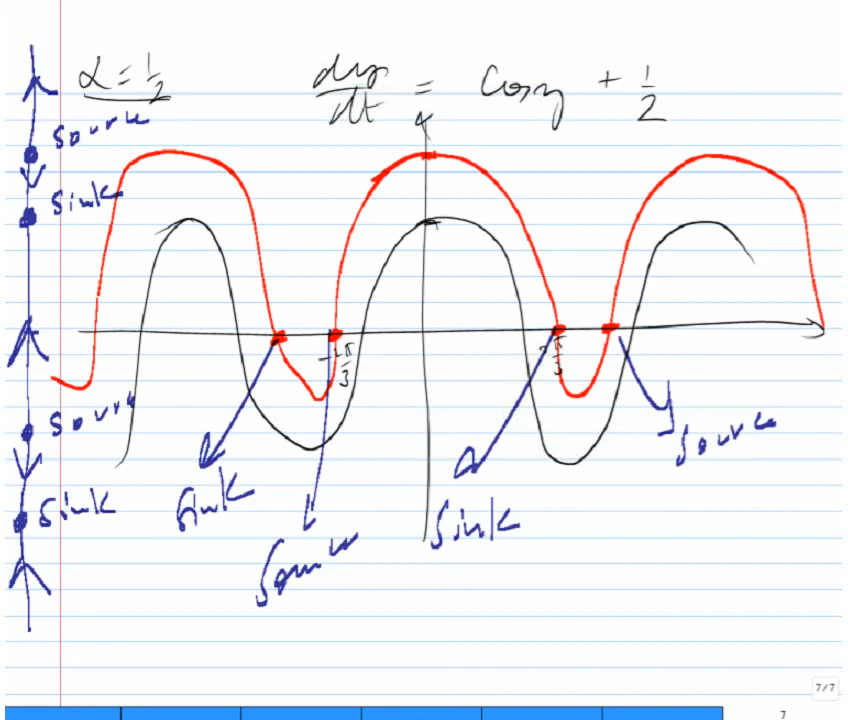 α = 1/2
dy/dt = cos y + 1/2
Source
Sink
-2π/3
2π/3
Source
Source
Sink
Sink
Sink
Source
7/7
7